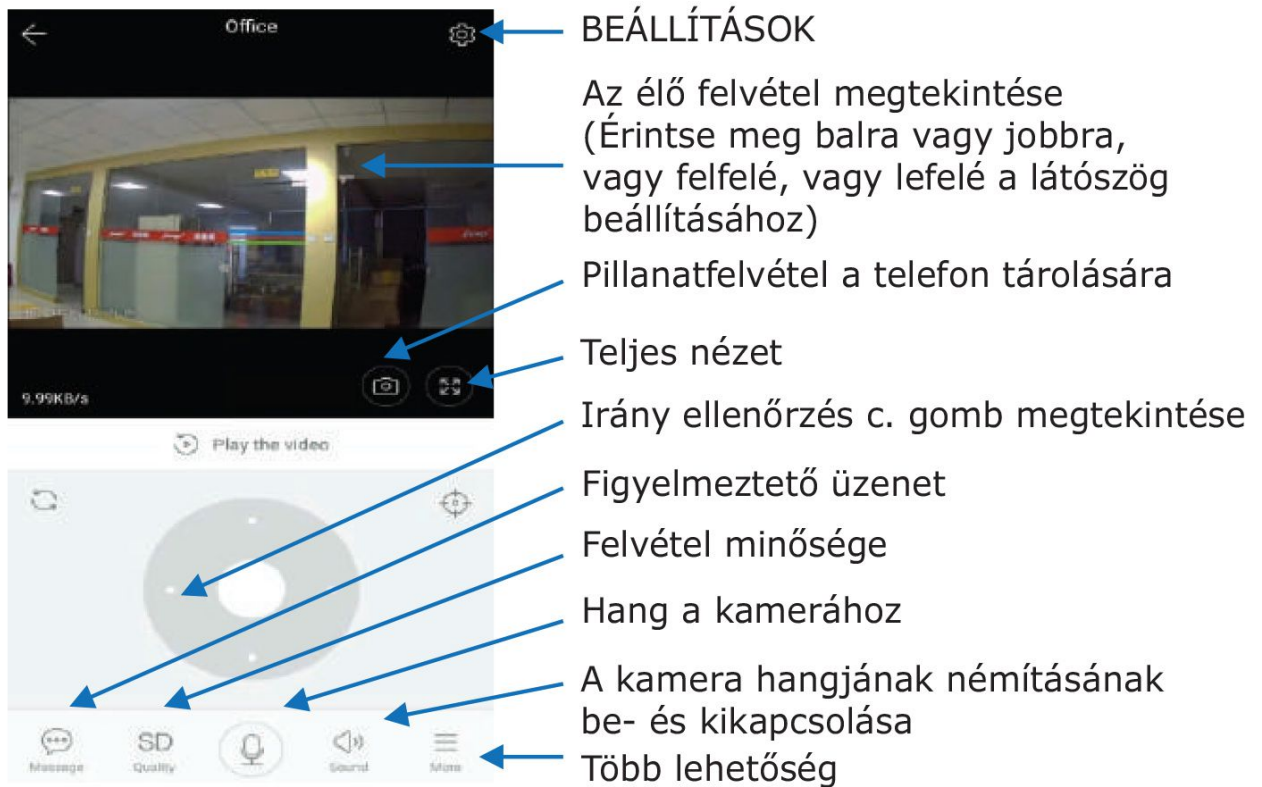 Office
BEÁLLÍTÁSOK
Az élő felvétel megtekintése
(Érintse meg balra vagy jobbra,
vagy felfelé, vagy lefelé a látószög
beállításához)
Pillanatfelvétel a telefon tárolására
Teljes nézet
9.99KB/s
Irány ellenőrzés c. gomb megtekintése
Play the video
Figyelmeztető üzenet
Felvétel minősége
Hang a kamerához
A kamera hangjának némításának
be- és kikapcsolása
Több lehetőség
SD
Message
Quality
Sound
More